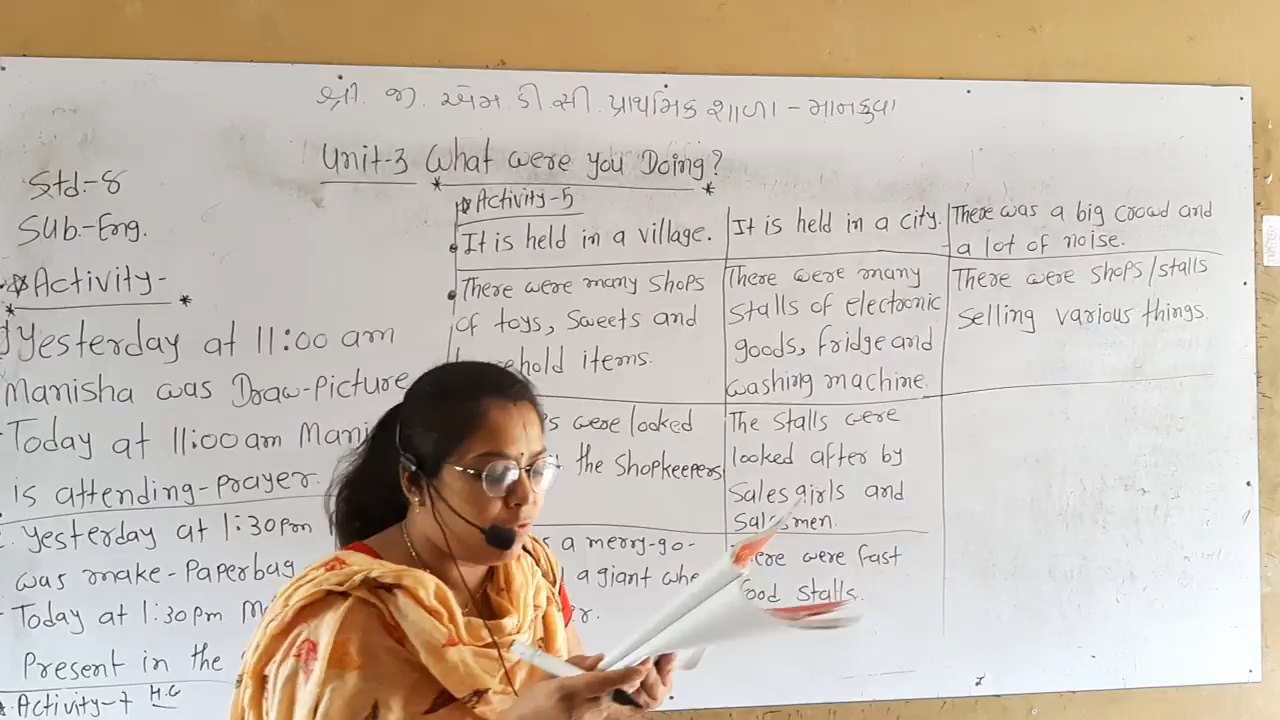 શ્રી. જી. એમ. ડી. સી. પ્રાથમિક શાળા - માનકુવા
Unit-3 What were you Doing?
Std:-8
Sub:-Eng.
Activity-
Yesterday at 11:00 am
Manisha was Draw-Picture
Today at 11:00 am
is attending-prayer.
Yesterday at 1:30pm
was make-Paperbag
Today at 1:30pm
Present in the
Activity-7 H.G
Activity-5
It is held in a village.
There were many shops
of toys, sweets and
items.
were looked
the shopkeepers
a merry-go-
a giant
It is held in a city.
There were many
stalls of electronic
goods, fridge and
washing machine.
The stalls were
looked after by
Sales girls and
Salesmen.
were fast
food stalls.
There was a big crowd and
a lot of noise.
There were shops/stalls
selling various things.